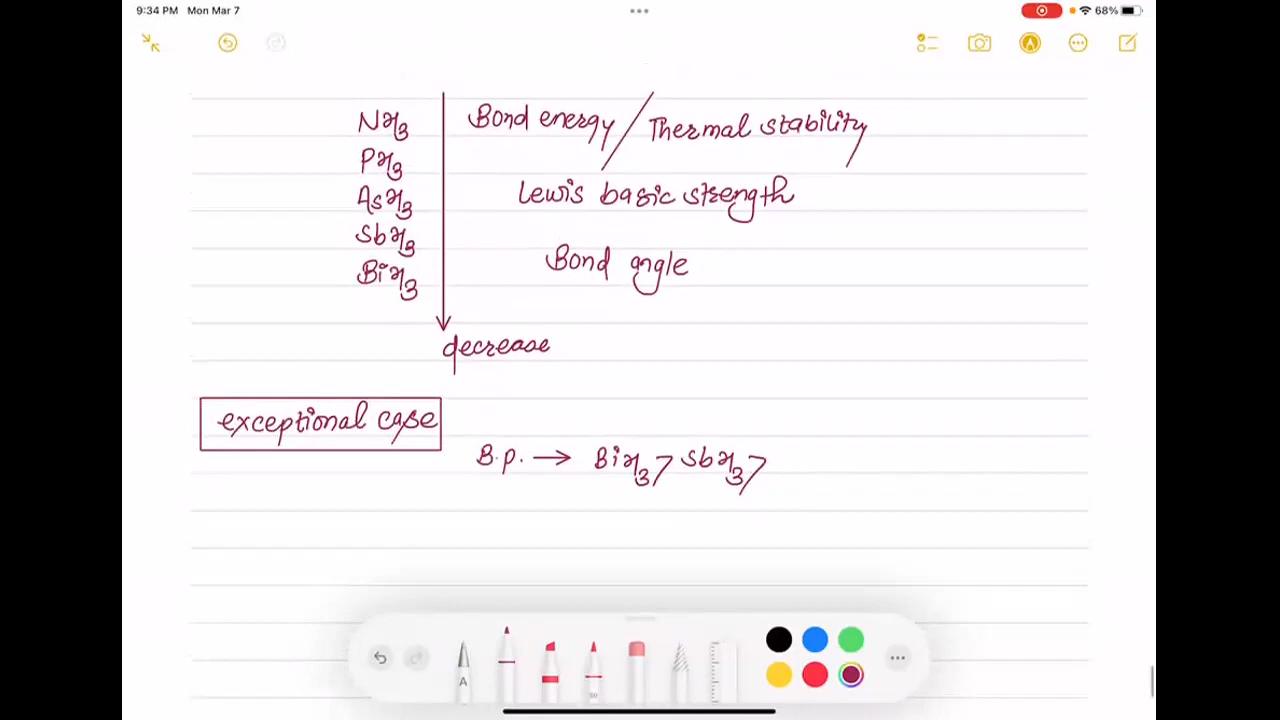 9:34 PM Mon Mar 7
68%
NH3 Bond energy / Thermal stability
PH3
AsH3 Lewis basic strength
SbH3
BiH3 Bond angle
decrease
exceptional case
B.p. → BiH3 > SbH3 >
A
50